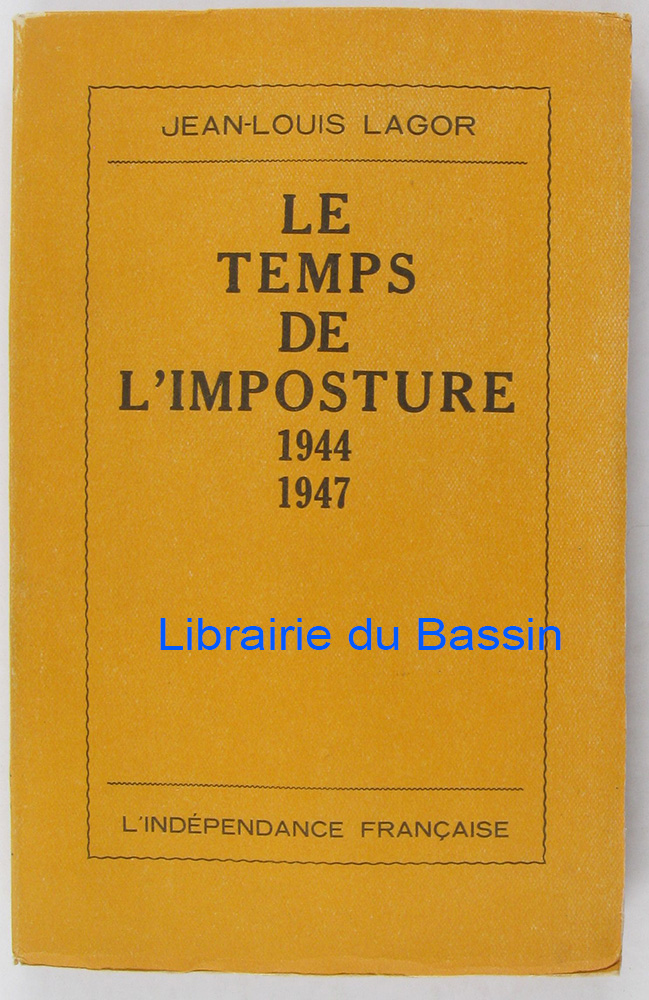 JEAN-LOUIS LAGOR
LE
TEMPS
DE
L'IMPOSTURE
1944
1947
Librairie du Bassin
L'INDÉPENDANCE FRANÇAISE